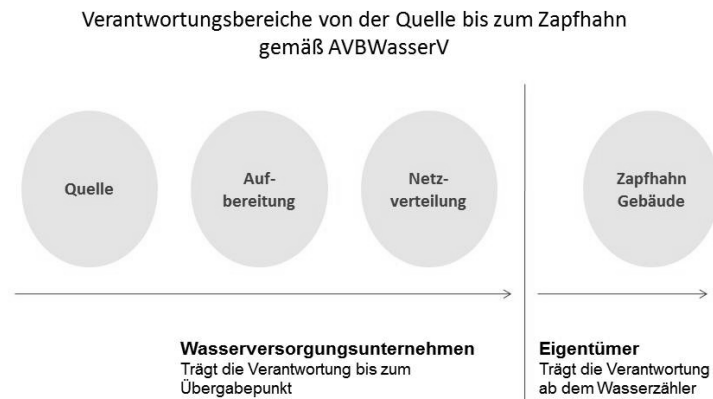 Verantwortungsbereiche von der Quelle bis zum Zapfhahn
gemäß AVBWasserV
Quelle
Auf-
bereitung
Netz-
verteilung
Zapfhahn
Gebäude
Wasserversorgungsunternehmen
Trägt die Verantwortung bis zum
Übergabepunkt
Eigentümer
Trägt die Verantwortung
ab dem Wasserzähler